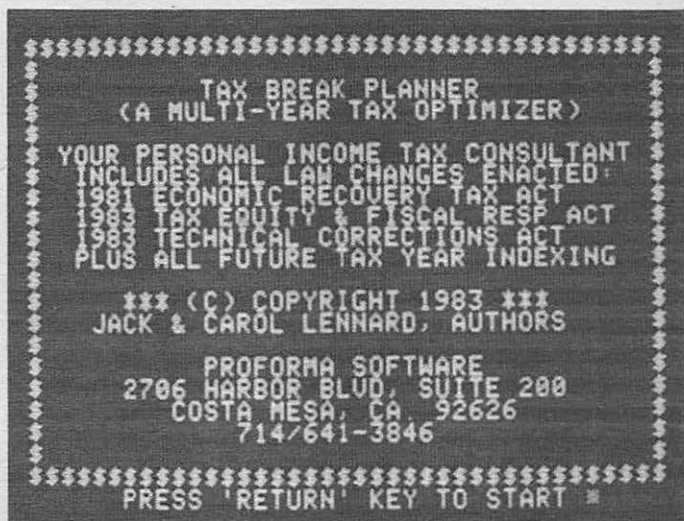 $$$$$$$$$$$$$$$$$$$$$$$$$$$$$$$$$$$$$$$
TAX BREAK PLANNER
(A MULTI-YEAR TAX OPTIMIZER)
YOUR PERSONAL INCOME TAX CONSULTANT
INCLUDES ALL LAW CHANGES ENACTED:
1981 ECONOMIC RECOVERY TAX ACT
1983 TAX EQUITY & FISCAL RESP ACT
1983 TECHNICAL CORRECTIONS ACT
PLUS ALL FUTURE TAX YEAR INDEXING
*** (C) COPYRIGHT 1983 ***
JACK & CAROL LENNARD, AUTHORS
PROFORMA SOFTWARE
2706 HARBOR BLVD, SUITE 200
COSTA MESA, CA. 92626
714/641-3846
$$$$$$$$$$$$$$$$$$$$$$$$$$$$$$$$$$$$$$$
PRESS 'RETURN' KEY TO START